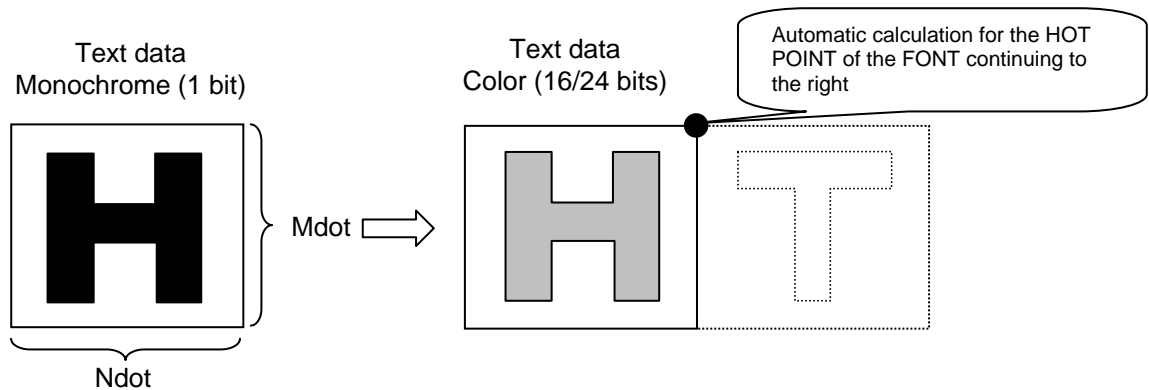 Text data
Monochrome (1 bit)
H
Mdot
Ndot
Text data
Color (16/24 bits)
H
T
Automatic calculation for the HOT
POINT of the FONT continuing to
the right